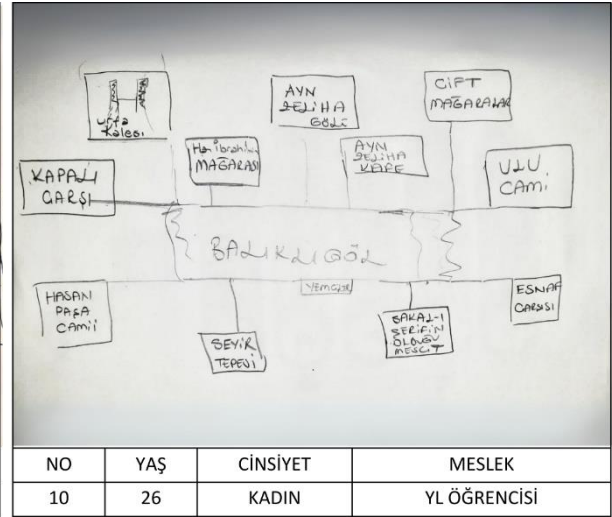 Urfa
Kalesi
AYN
ZELİHA
GÖLÜ
ÇİFT
MAĞARALAR
Hz. İbrahim'in
MAĞARASI
AYN
ZELİHA
KAFE
KAPALI
ÇARŞI
ULU
CAMİ
BALIKLIGÖL
HASAN
PAŞA
CAMİİ
YEMCİLER
ESNAF
ÇARŞISI
SEYİR
TEPESİ
SAKAL-I
ŞERİFİN
OLDUĞU
MESCİT
NO YAŞ CİNSİYET MESLEK
10 26 KADIN YL ÖĞRENCİSİ